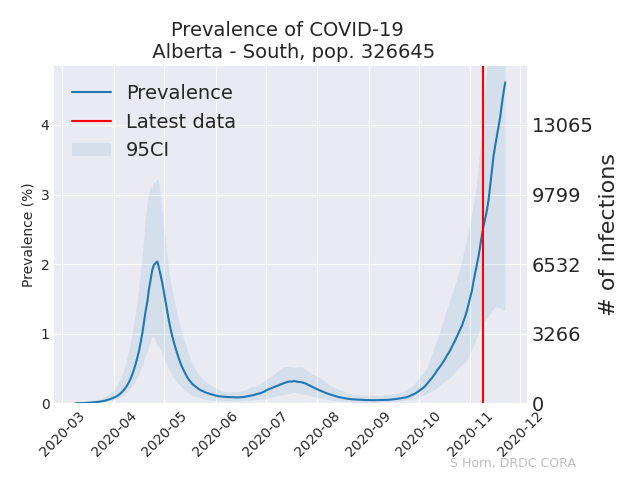 Prevalence of COVID-19
Alberta - South, pop. 326645
Prevalence
Latest data
95CI
Prevalence (%)
4
3
2
1
0
13065
9799
6532
3266
0
# of infections
2020-03
2020-04
2020-05
2020-06
2020-07
2020-08
2020-09
2020-10
2020-11
2020-12
S Horn, DRDC CORA